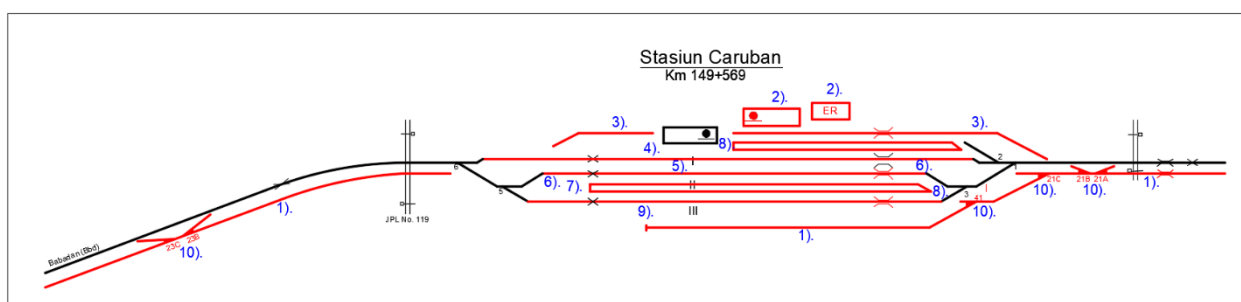 Stasiun Caruban
Km 149+569
2).
2).
ER
3).
3).
4).
8)
I
5).
6).
2
1
6
6).
7).
II
8)
5
3
I
41
10).
21C
10).
21B 21A
10).
1).
9).
III
10).
1).
JPL No. 119
1).
23C 23B
10).
Babadan(Bbd)